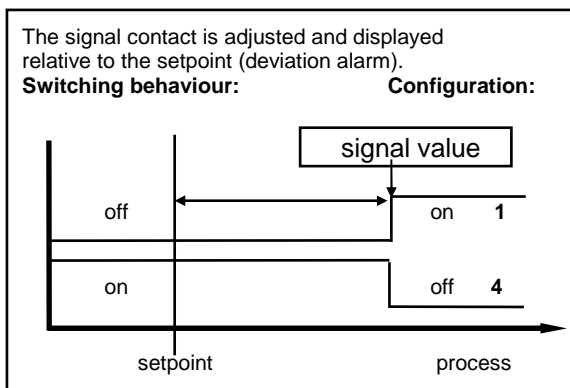 The signal contact is adjusted and displayed
relative to the setpoint (deviation alarm).
Switching behaviour: Configuration:
signal value
off on 1
on off 4
setpoint process